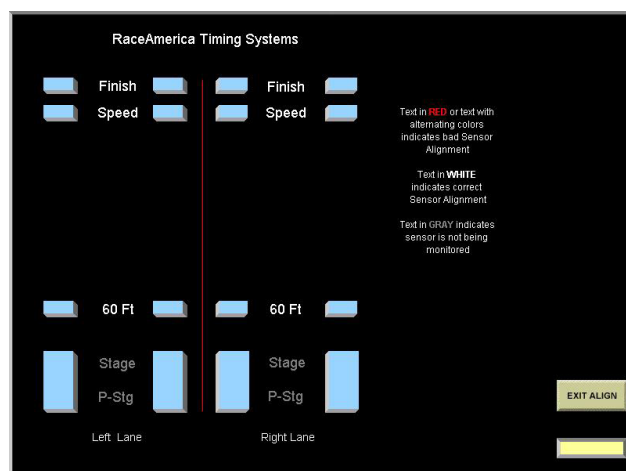 RaceAmerica Timing Systems
Finish Finish
Speed Speed
Text in RED or text with
alternating colors
indicates bad Sensor
Alignment
Text in WHITE
indicates correct
Sensor Alignment
Text in GRAY indicates
sensor is not being
monitored
60 Ft 60 Ft
Stage Stage
P-Stg P-Stg
EXIT ALIGN
Left Lane Right Lane